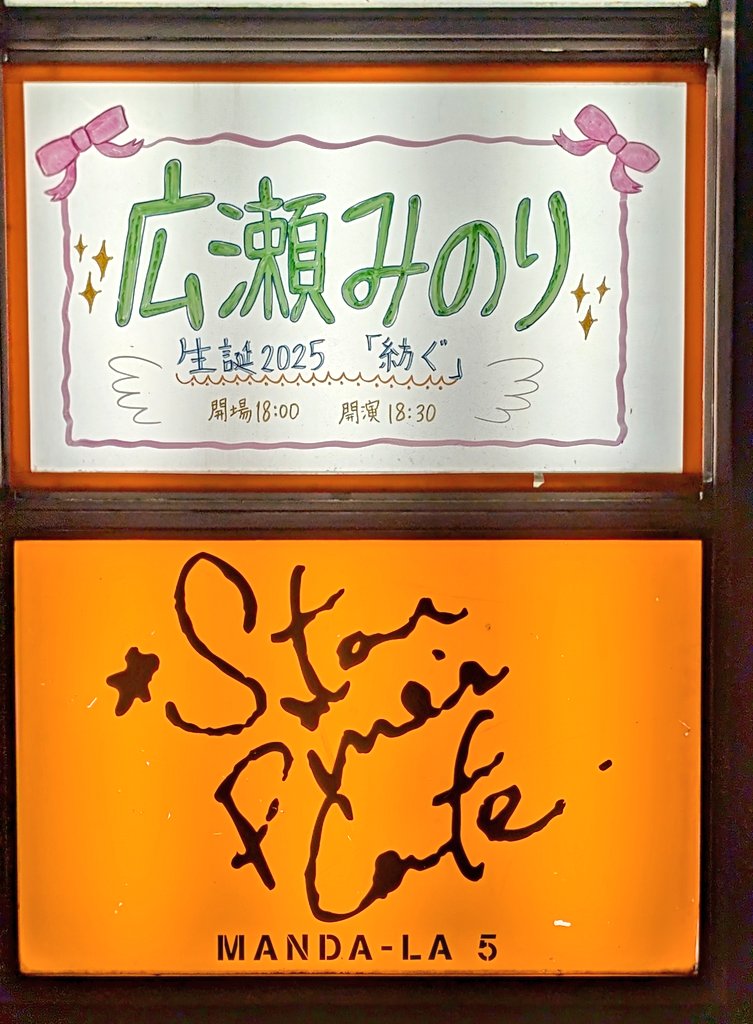 広瀬みのり
生誕2025 「紡ぐ」
開場18:00 開演18:30
Star
Pine's
Cafe
MANDA-LA 5